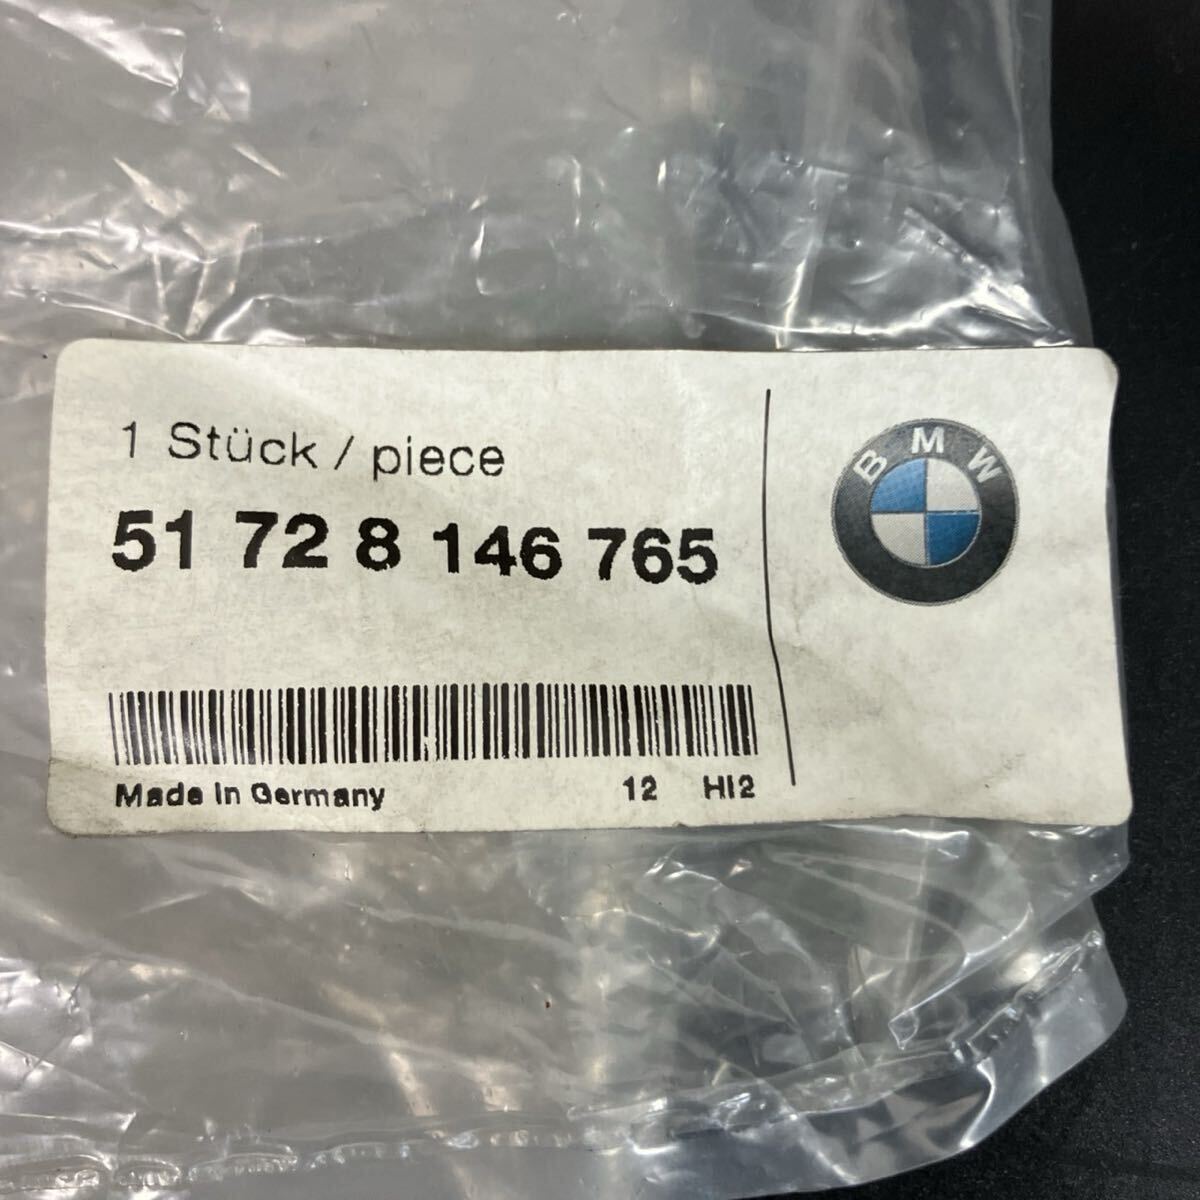 1 Stück / piece
51 72 8 146 765
Made in Germany
12 HI2
BMW